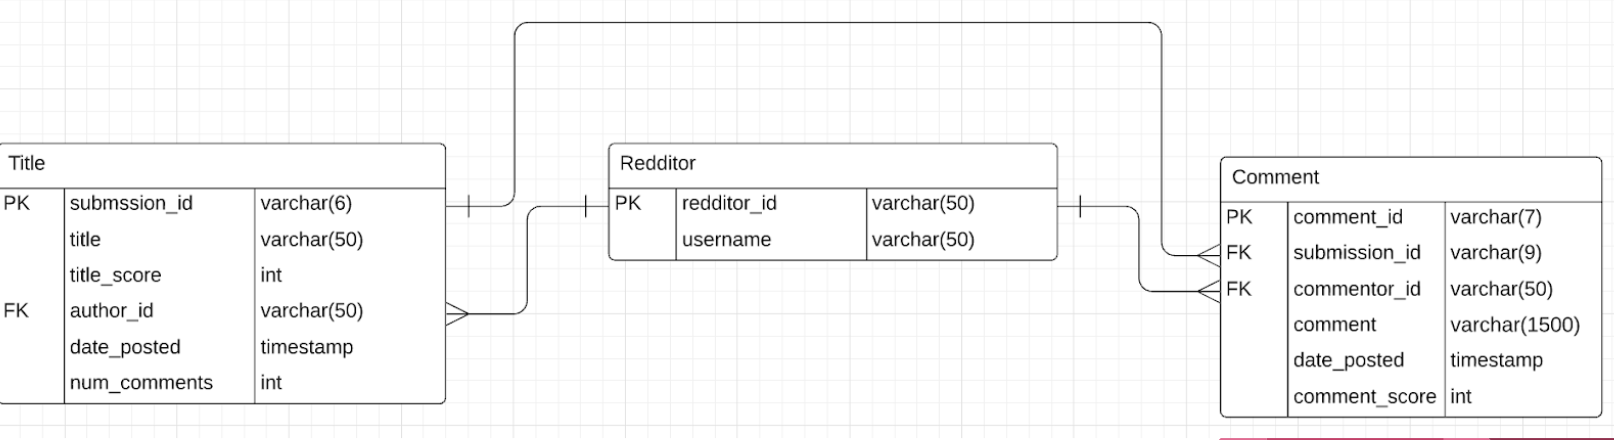 Title
PK submssion_id varchar(6)
title varchar(50)
title_score int
FK author_id varchar(50)
date_posted timestamp
num_comments int
Redditor
PK redditor_id varchar(50)
username varchar(50)
Comment
PK comment_id varchar(7)
FK submission_id varchar(9)
FK commentor_id varchar(50)
comment varchar(1500)
date_posted timestamp
comment_score int